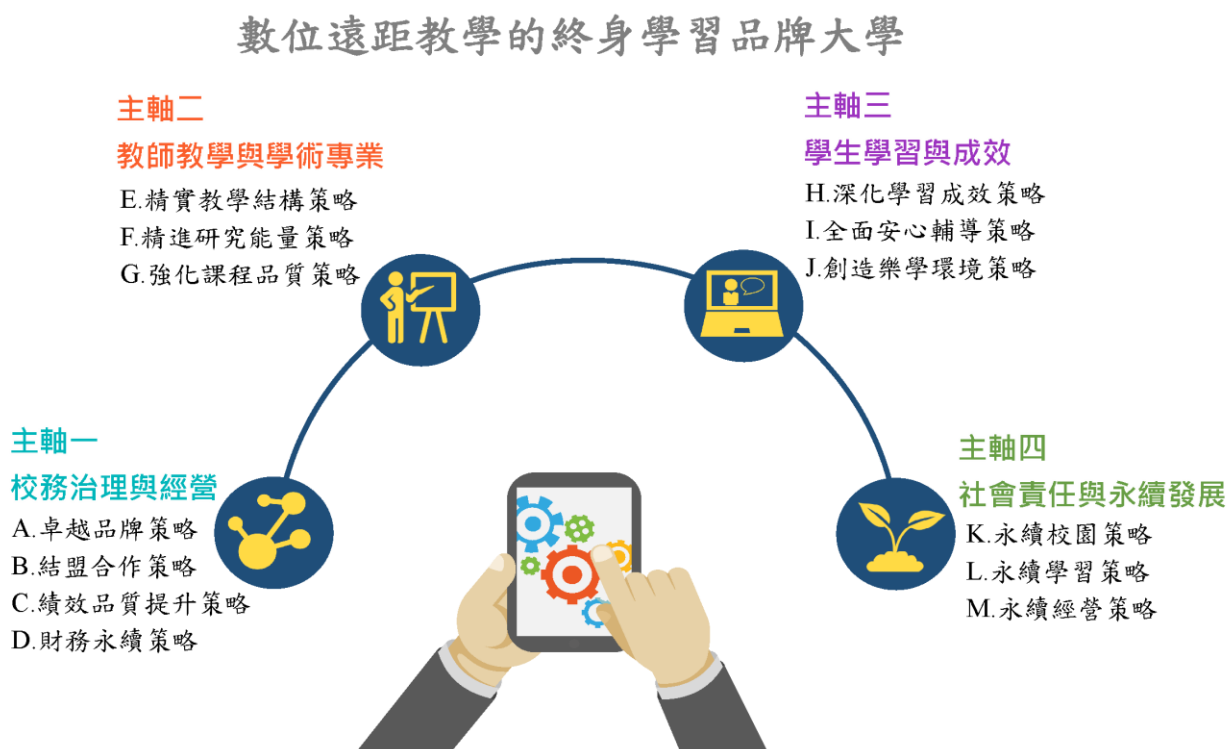 數位遠距教學的終身學習品牌大學
主軸一
校務治理與經營
A.卓越品牌策略
B.結盟合作策略
C.績效品質提升策略
D.財務永續策略
主軸二
教師教學與學術專業
E.精實教學結構策略
F.精進研究能量策略
G.強化課程品質策略
主軸三
學生學習與成效
H.深化學習成效策略
I.全面安心輔導策略
J.創造樂學環境策略
主軸四
社會責任與永續發展
K.永續校園策略
L.永續學習策略
M.永續經營策略